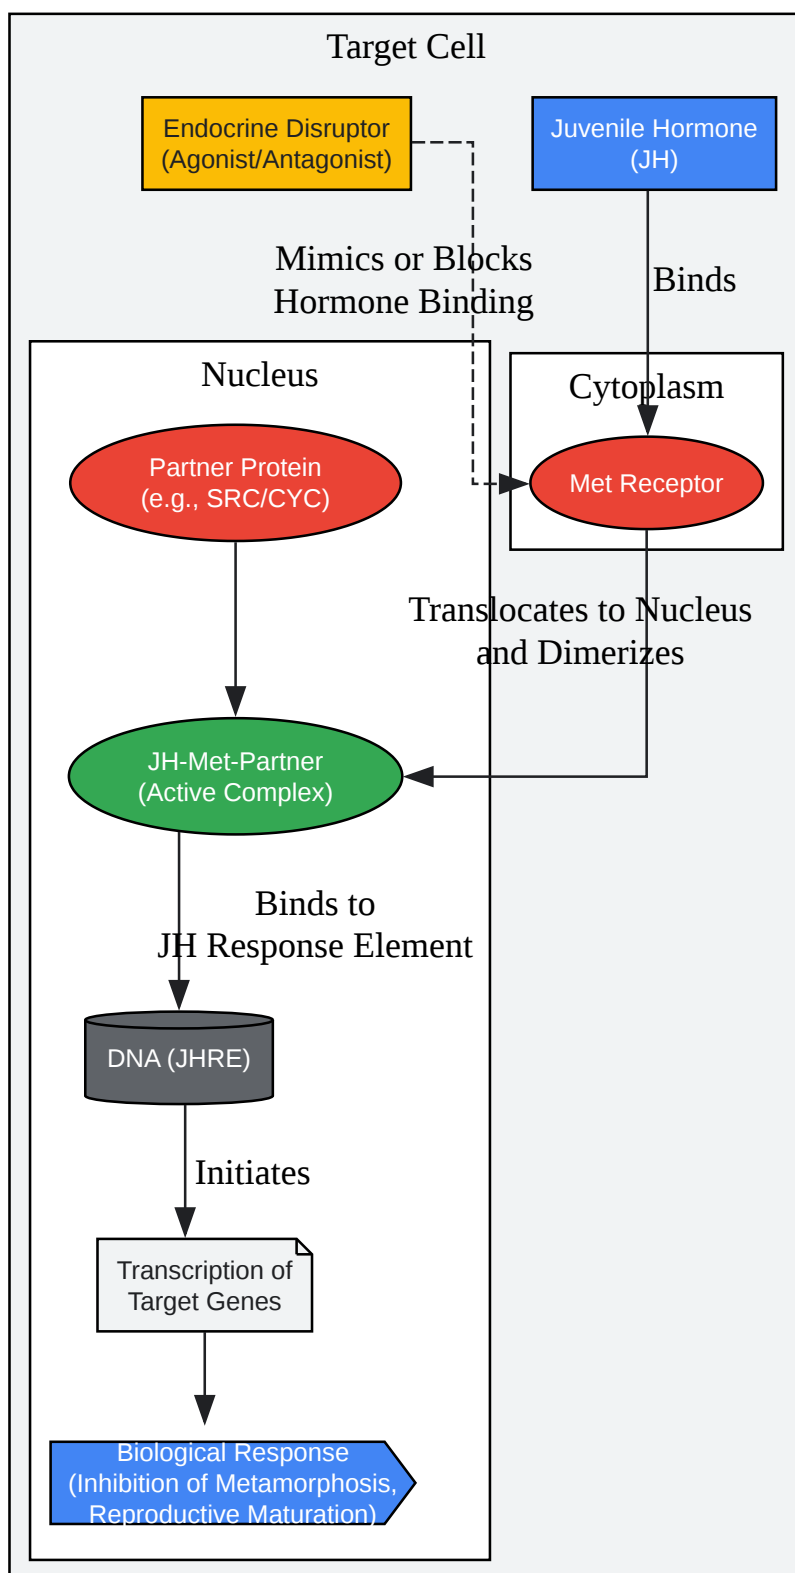 Target Cell
Endocrine Disruptor
(Agonist/Antagonist)
Juvenile Hormone
(JH)
Mimics or Blocks
Hormone Binding
Binds
Nucleus
Cytoplasm
Partner Protein
(e.g., SRC/CYC)
Met Receptor
Translocates to Nucleus
and Dimerizes
JH-Met-Partner
(Active Complex)
Binds to
JH Response Element
DNA (JHRE)
Initiates
Transcription of
Target Genes
Biological Response
(Inhibition of Metamorphosis,
Reproductive Maturation)